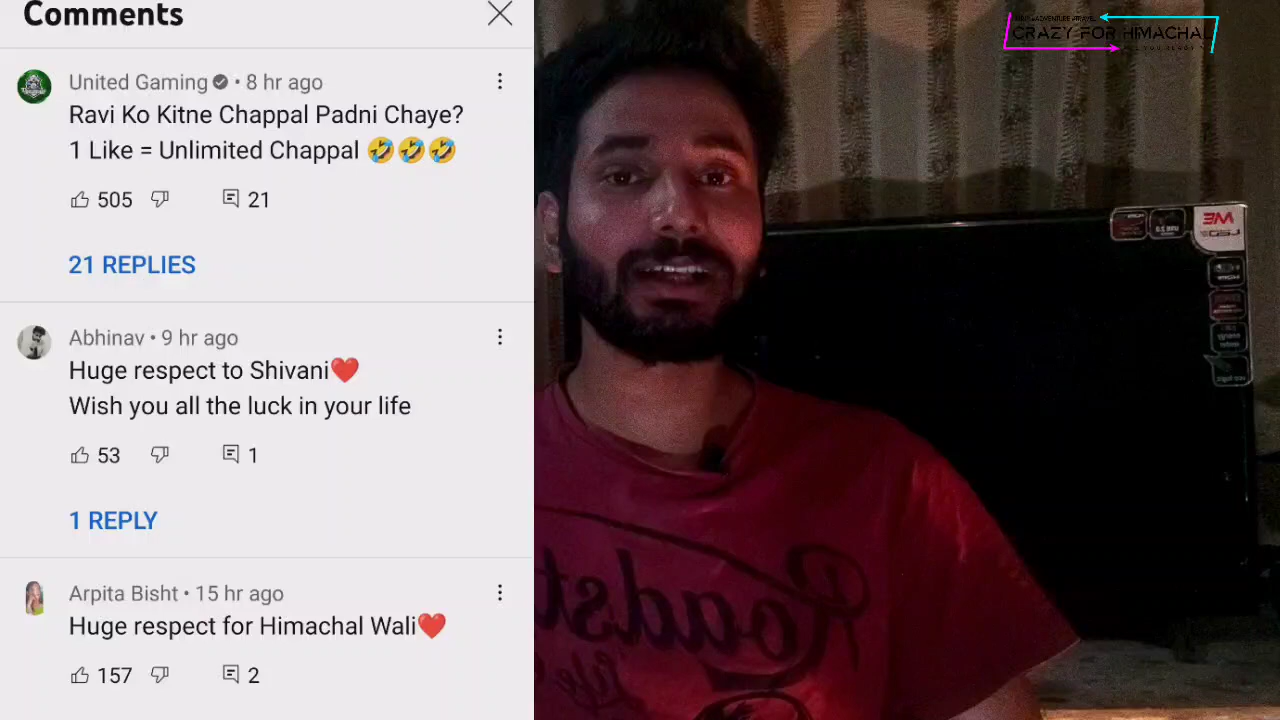 Comments
United Gaming • 8 hr ago
Ravi Ko Kitne Chappal Padni Chaye?
1 Like = Unlimited Chappal 🤣🤣🤣
505 21
21 REPLIES
Abhinav • 9 hr ago
Huge respect to Shivani❤️
Wish you all the luck in your life
53 1
1 REPLY
Arpita Bisht • 15 hr ago
Huge respect for Himachal Wali❤️
157 2
CRAZY FOR HIMACHAL
Roadst